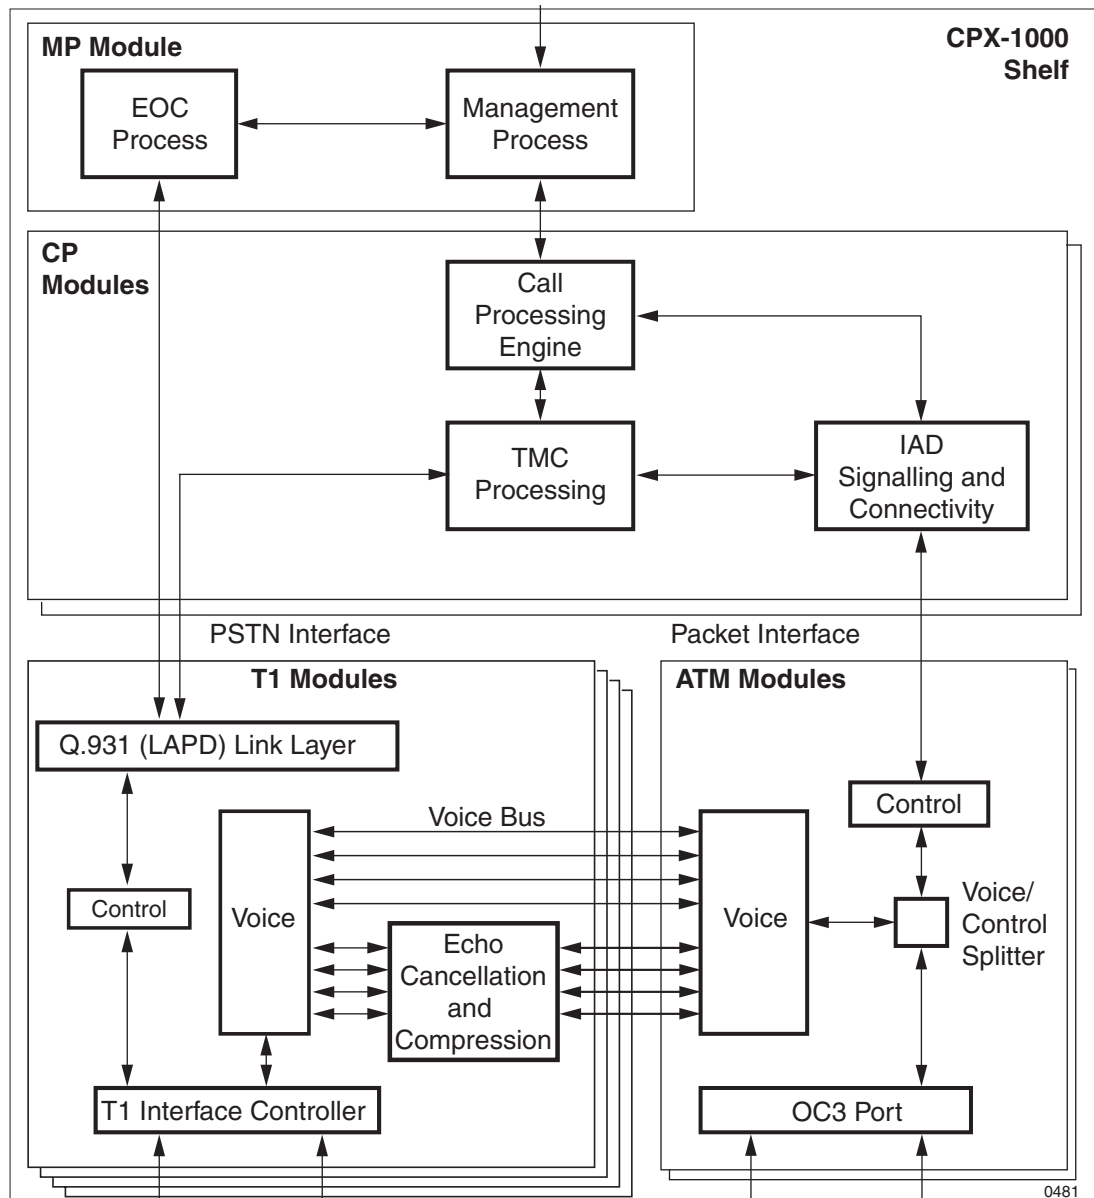 MP Module
CPX-1000
Shelf
EOC
Process
Management
Process
CP
Modules
Call
Processing
Engine
TMC
Processing
IAD
Signalling and
Connectivity
PSTN Interface
Packet Interface
T1 Modules
ATM Modules
Q.931 (LAPD) Link Layer
Control
Voice Bus
Control
Voice
Voice
Voice/
Control
Splitter
Echo
Cancellation
and
Compression
T1 Interface Controller
OC3 Port
0481